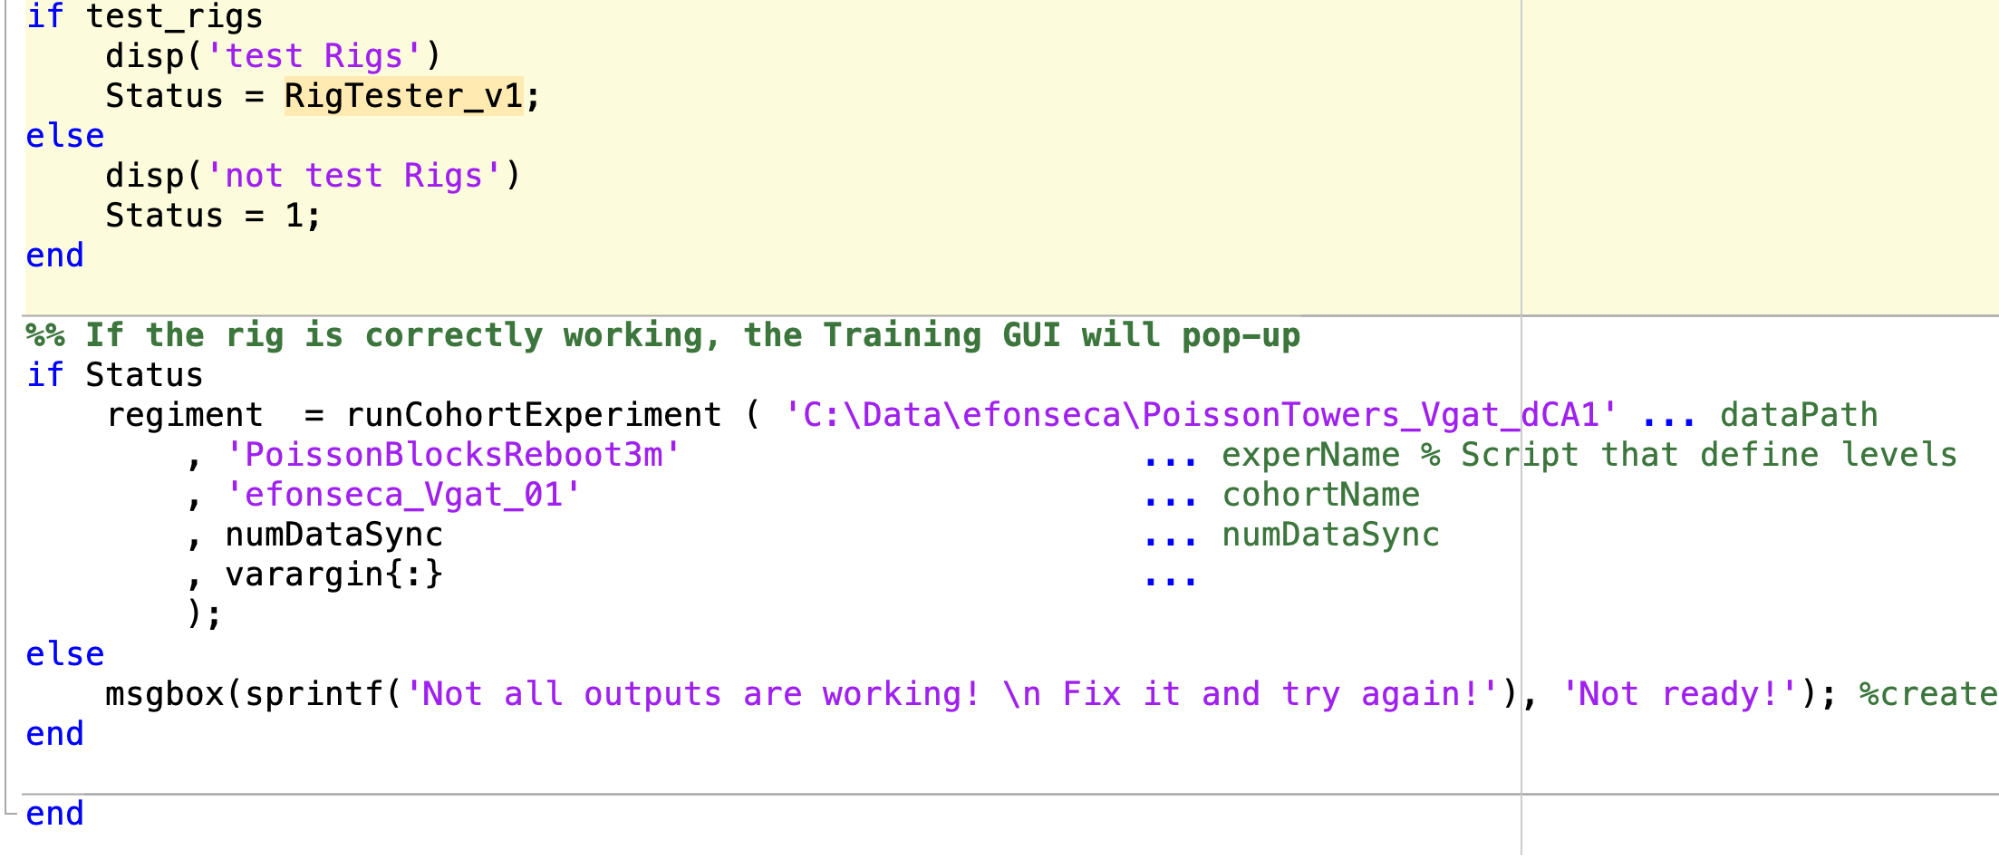 if test_rigs
disp('test Rigs')
Status = RigTester_v1;
else
disp('not test Rigs')
Status = 1;
end
%% If the rig is correctly working, the Training GUI will pop-up
if Status
regiment  = runCohortExperiment ( 'C:\Data\efonseca\PoissonTowers_Vgat_dCA1' ... dataPath
, 'PoissonBlocksReboot3m' ... experName % Script that define levels
, 'efonseca_Vgat_01' ... cohortName
, numDataSync ... numDataSync
, varargin{:} ...
);
else
msgbox(sprintf('Not all outputs are working! \n Fix it and try again!'), 'Not ready!'); %create
end
end